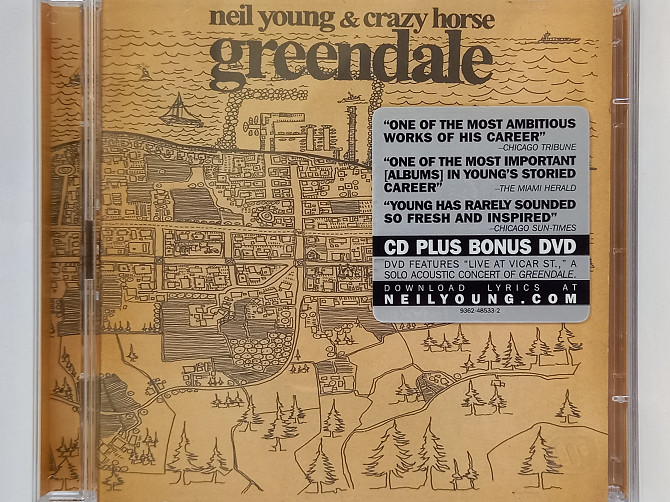 neil young & crazy horse
greendale
“ONE OF THE MOST AMBITIOUS
WORKS OF HIS CAREER”
–CHICAGO TRIBUNE
“ONE OF THE MOST IMPORTANT
[ALBUMS] IN YOUNG’S STORIED
CAREER” –THE MIAMI HERALD
“YOUNG HAS RARELY SOUNDED
SO FRESH AND INSPIRED”
–CHICAGO SUN-TIMES
CD PLUS BONUS DVD
DVD FEATURES “LIVE AT VICAR ST.,” A
SOLO ACOUSTIC CONCERT OF GREENDALE.
DOWNLOAD LYRICS AT
NEILYOUNG.COM
9362-48533-2